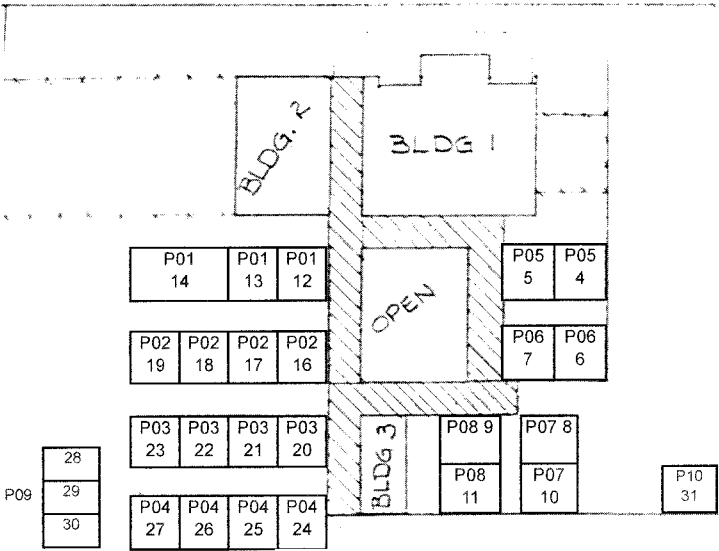 BLDG. 2
BLDG 1
P01 14
P01 13
P01 12
OPEN
P05 5
P05 4
P02 19
P02 18
P02 17
P02 16
P06 7
P06 6
P03 23
P03 22
P03 21
P03 20
BLDG 3
P08 9
P07 8
P08 11
P07 10
P10 31
P09
28
29
30
P04 27
P04 26
P04 25
P04 24